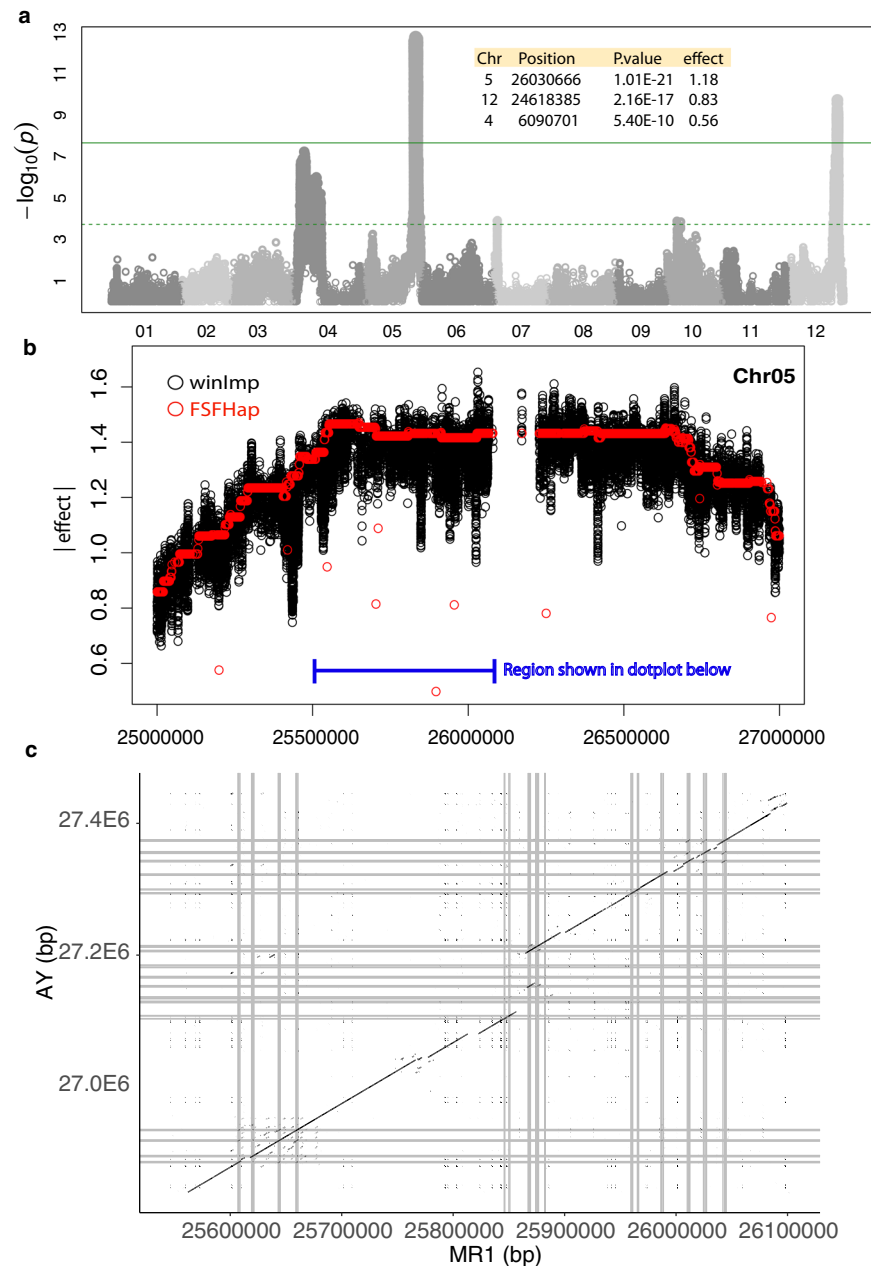 a
13
11
9
7
5
3
1
−log10(p)
Chr Position P.value effect
5 26030666 1.01E-21 1.18
12 24618385 2.16E-17 0.83
4 6090701 5.40E-10 0.56
01 02 03 04 05 06 07 08 09 10 11 12
b
winImp
FSFHap
Chr05
1.6
1.4
1.2
1.0
0.8
0.6
| effect |
Region shown in dotplot below
25000000 25500000 26000000 26500000 27000000
c
27.4E6
27.2E6
27.0E6
AY (bp)
25600000 25700000 25800000 25900000 26000000 26100000
MR1 (bp)